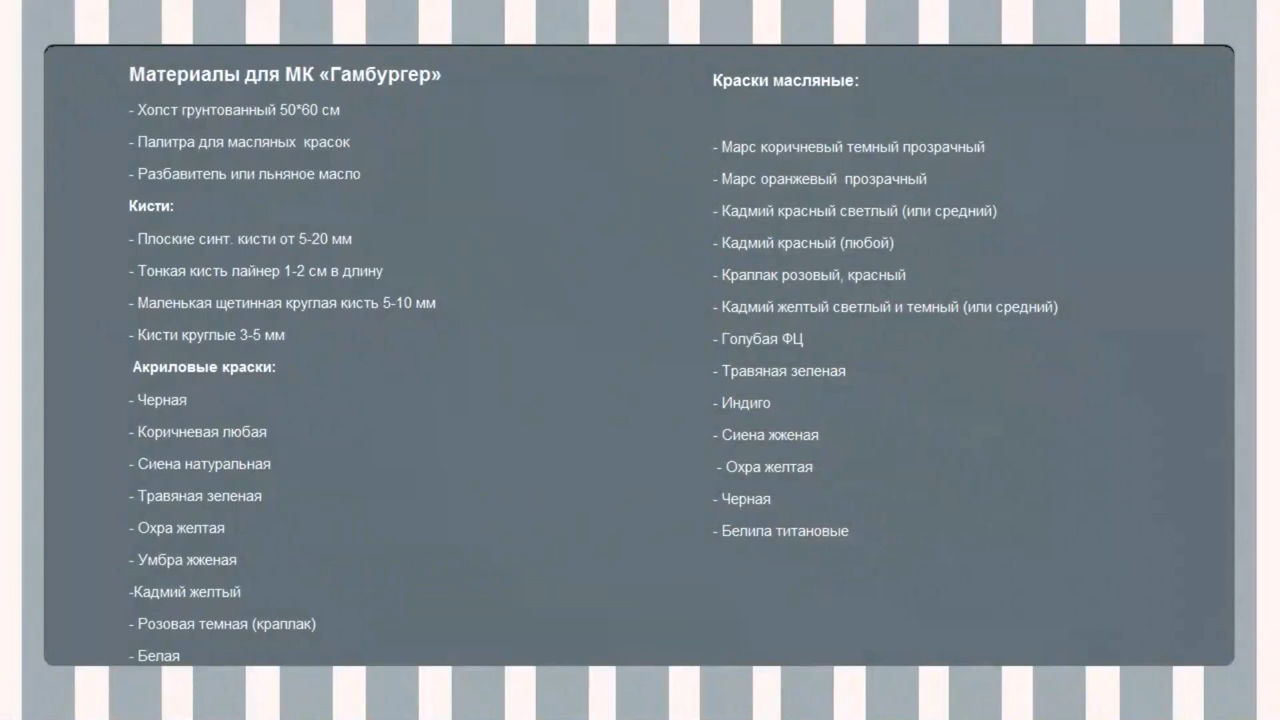 Материалы для МК «Гамбургер»
- Холст грунтованный 50*60 см
- Палитра для масляных красок
- Разбавитель или льняное масло
Кисти:
- Плоские синт. кисти от 5-20 мм
- Тонкая кисть лайнер 1-2 см в длину
- Маленькая щетинная круглая кисть 5-10 мм
- Кисти круглые 3-5 мм
Акриловые краски:
- Черная
- Коричневая любая
- Сиена натуральная
- Травяная зеленая
- Охра желтая
- Умбра жженая
-Кадмий желтый
- Розовая темная (краплак)
- Белая
Краски масляные:
- Марс коричневый темный прозрачный
- Марс оранжевый прозрачный
- Кадмий красный светлый (или средний)
- Кадмий красный (любой)
- Краплак розовый, красный
- Кадмий желтый светлый и темный (или средний)
- Голубая ФЦ
- Травяная зеленая
- Индиго
- Сиена жженая
- Охра желтая
- Черная
- Белила титановые